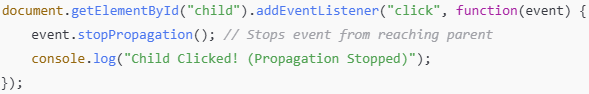 document.getElementById("child").addEventListener("click", function(event) {
    event.stopPropagation(); // Stops event from reaching parent
    console.log("Child Clicked! (Propagation Stopped)");
});